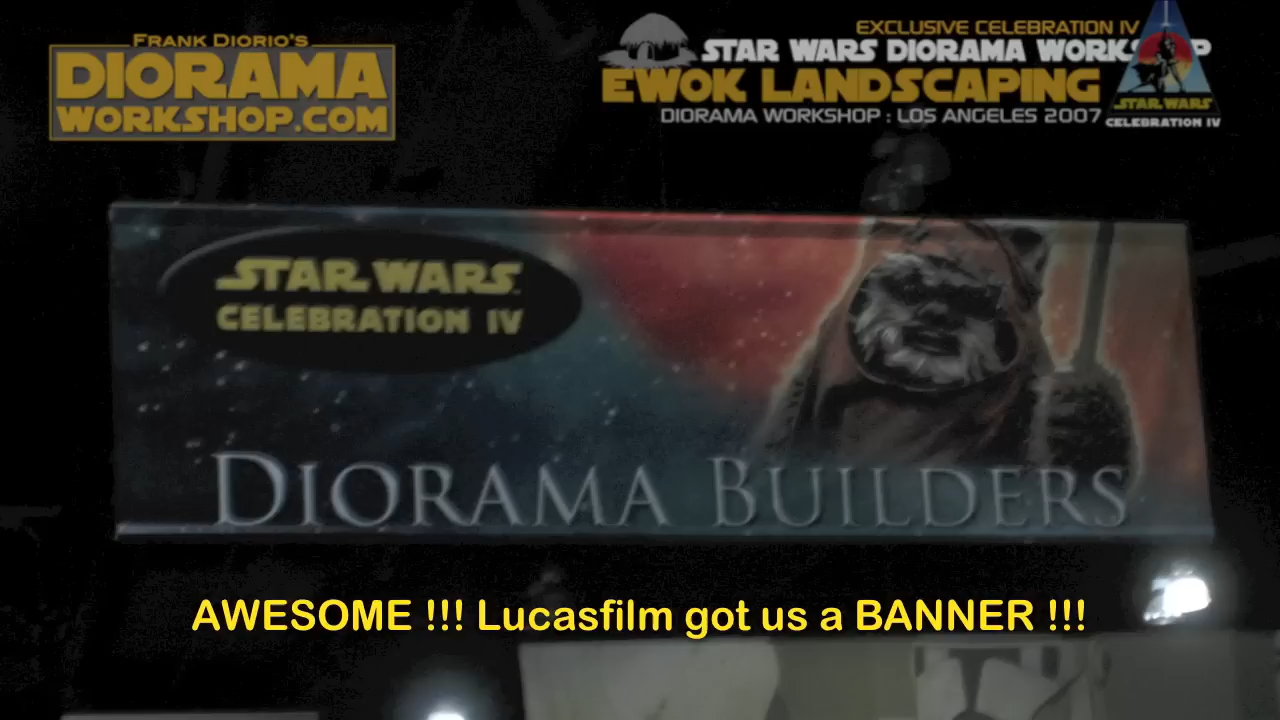 FRANK DIORIO'S
DIORAMA
WORKSHOP.COM
EXCLUSIVE CELEBRATION IV
STAR WARS DIORAMA WORKSHOP
EWOK LANDSCAPING
DIORAMA WORKSHOP : LOS ANGELES 2007
STAR WARS
CELEBRATION IV
STAR WARS
CELEBRATION IV
DIORAMA BUILDERS
AWESOME !!! Lucasfilm got us a BANNER !!!